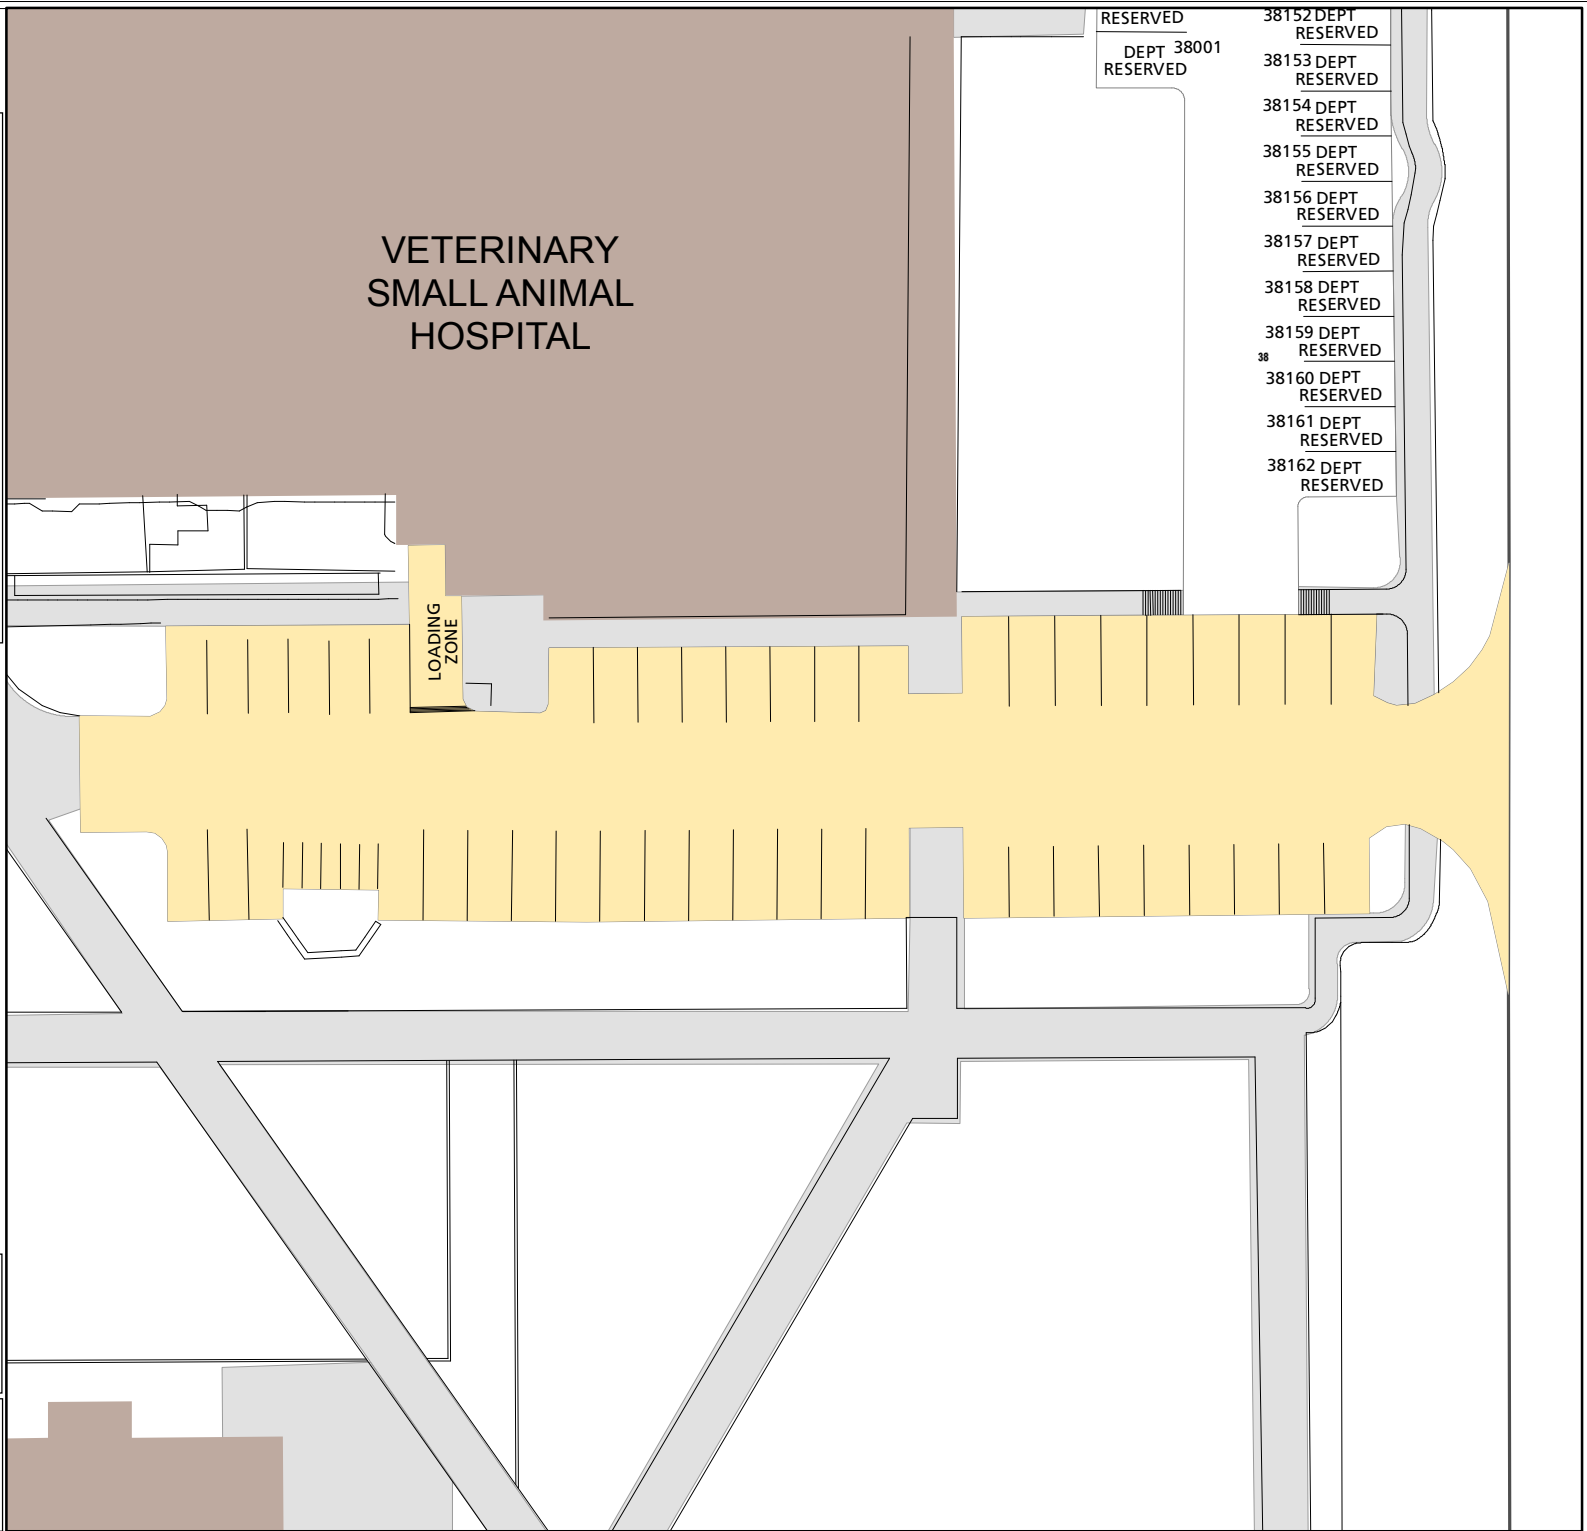 RESERVED
DEPT 38001
RESERVED
38152 DEPT
RESERVED
38153 DEPT
RESERVED
38154 DEPT
RESERVED
38155 DEPT
RESERVED
38156 DEPT
RESERVED
38157 DEPT
RESERVED
38158 DEPT
RESERVED
38159 DEPT
RESERVED
38
38160 DEPT
RESERVED
38161 DEPT
RESERVED
38162 DEPT
RESERVED
VETERINARY
SMALL ANIMAL
HOSPITAL
LOADING
ZONE